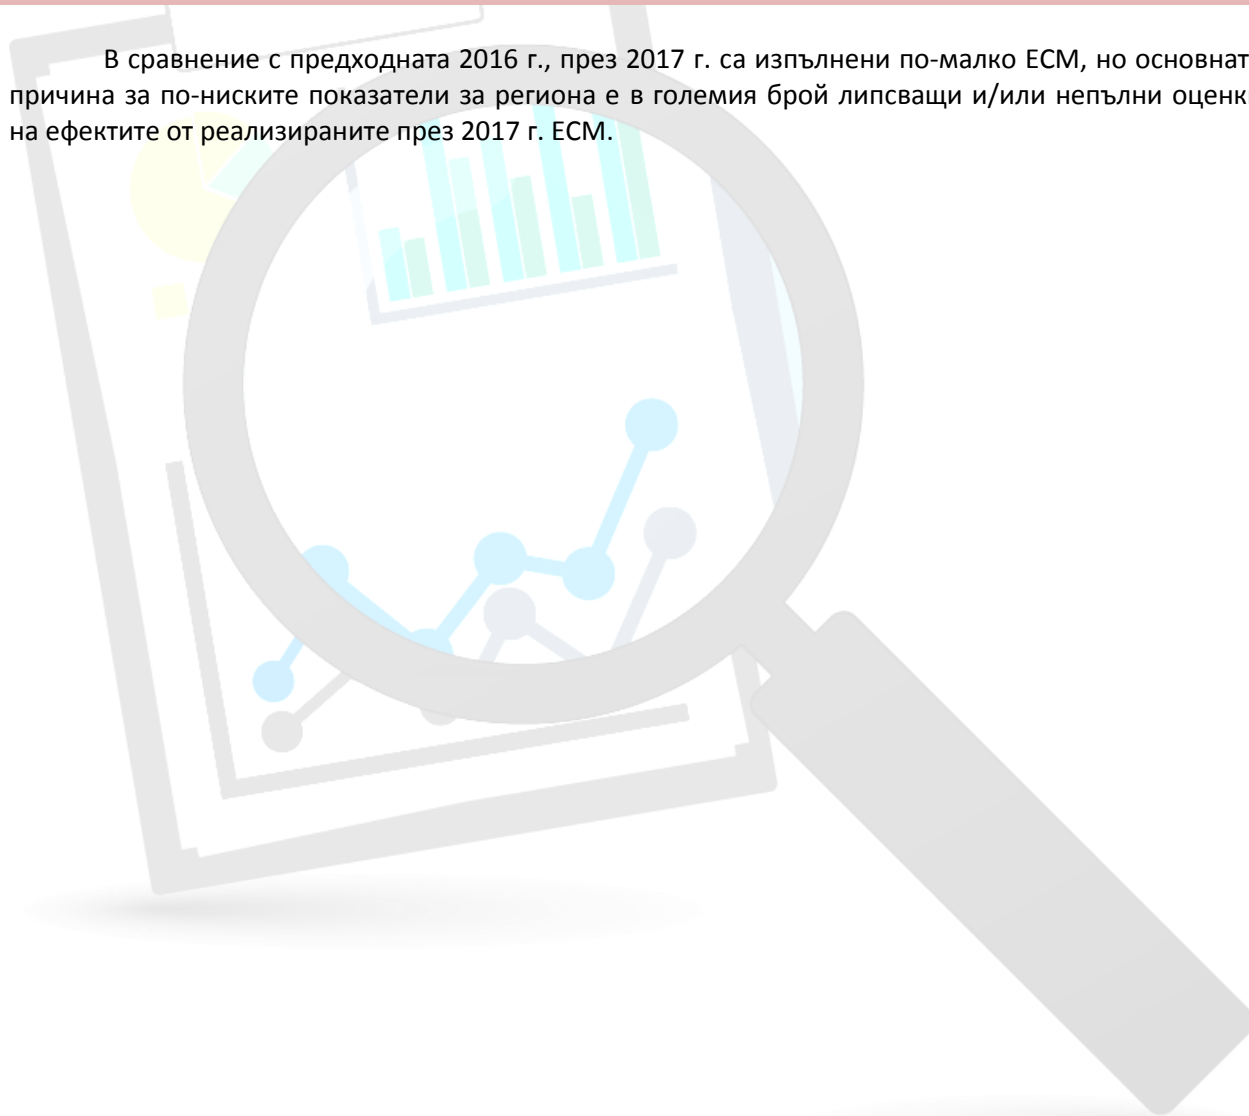 В сравнение с предходната 2016 г., през 2017 г. са изпълнени по-малко ЕСМ, но основнат
причина за по-ниските показатели за региона е в големия брой липсващи и/или непълни оценк
на ефектите от реализираните през 2017 г. ЕСМ.